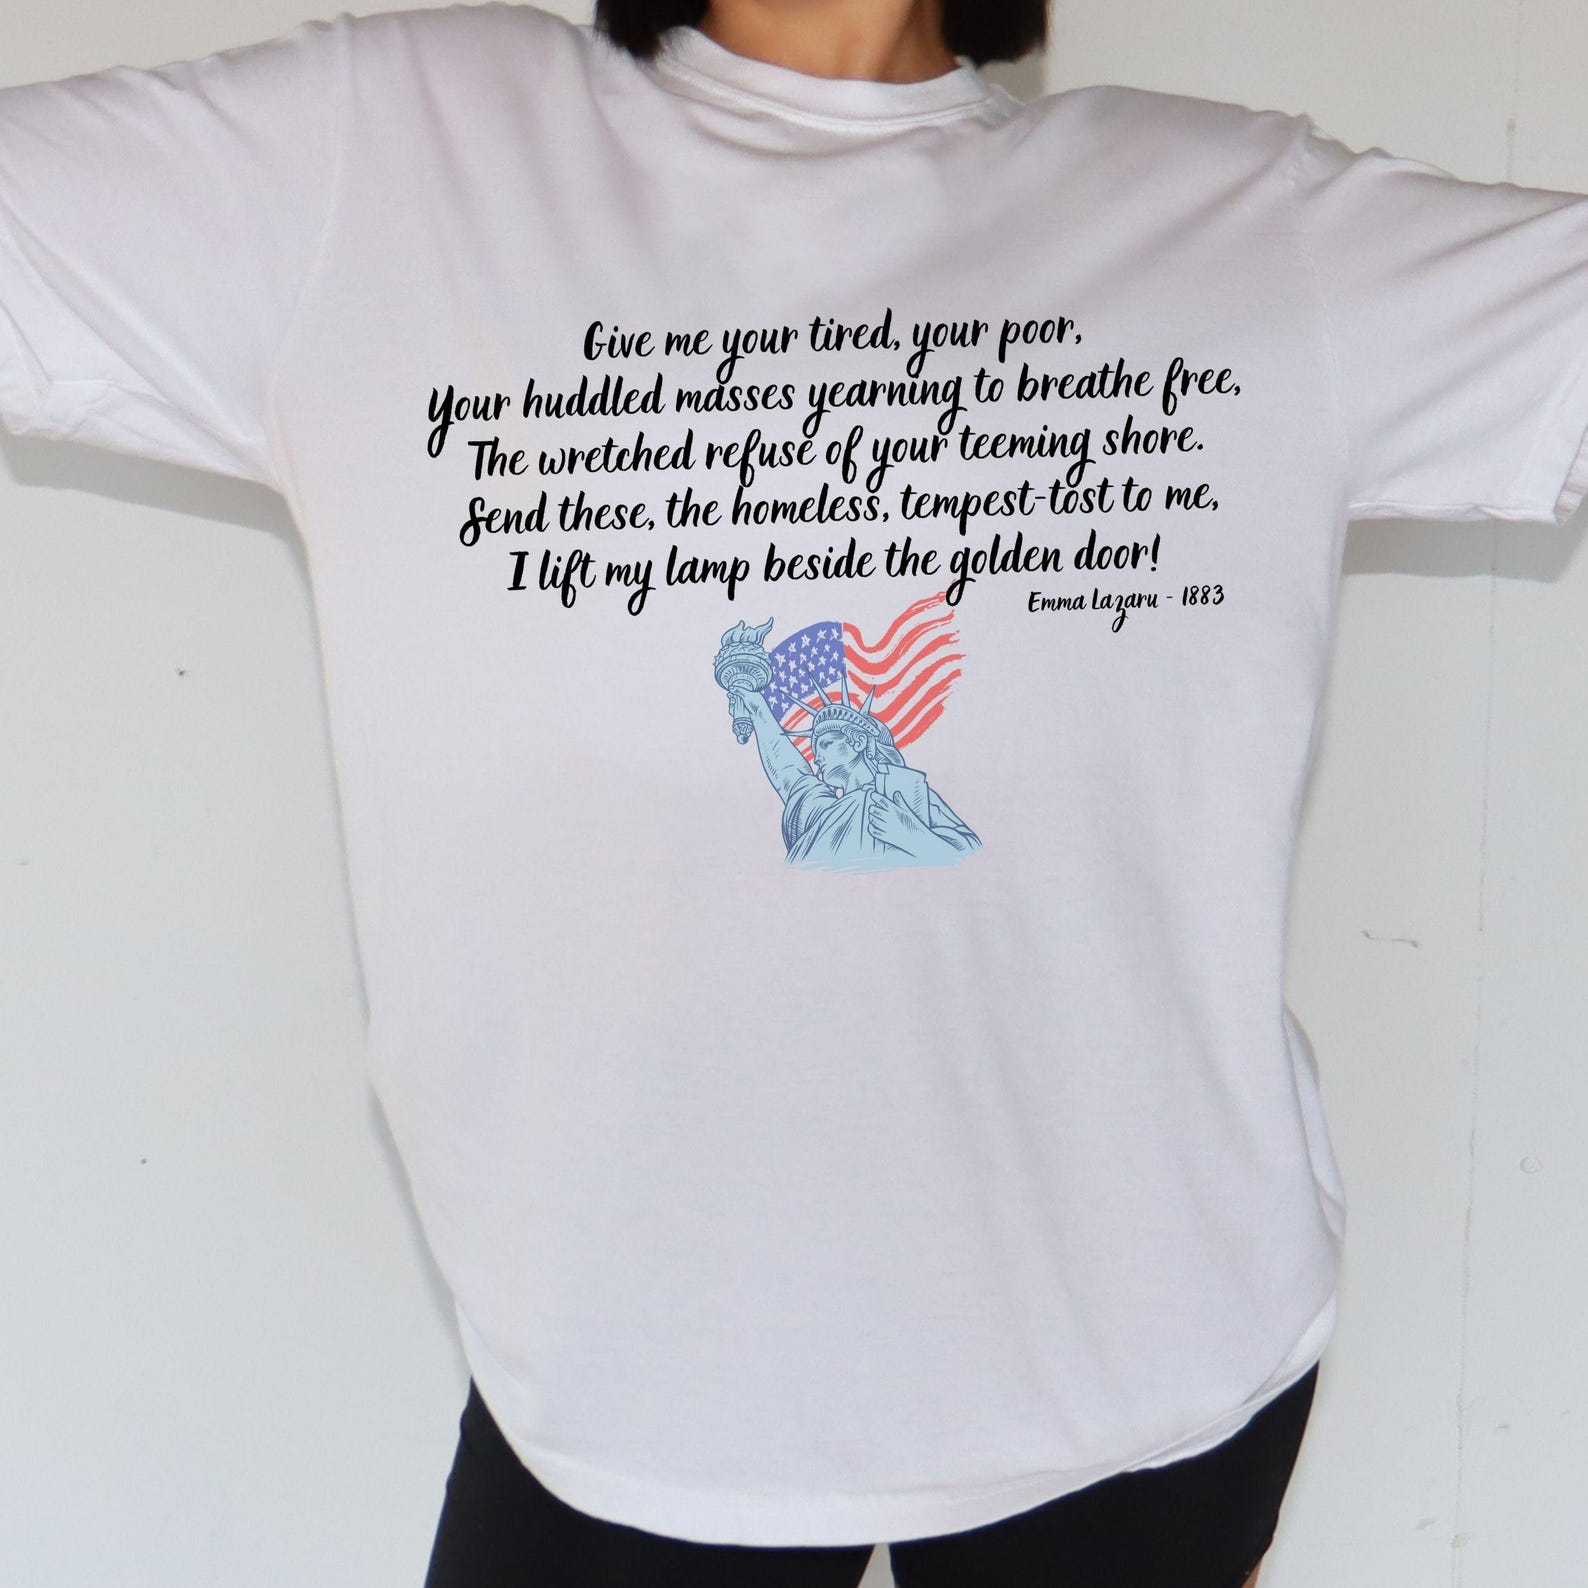 Give me your tired, your poor,
Your huddled masses yearning to breathe free,
The wretched refuse of your teeming shore.
Send these, the homeless, tempest-tost to me,
I lift my lamp beside the golden door!
Emma Lazaru - 1883